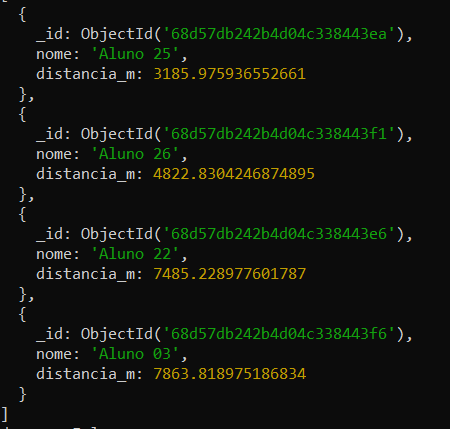 {
_id: ObjectId('68d57db242b4d04c338443ea'),
nome: 'Aluno 25',
distancia_m: 3185.975936552661
},
{
_id: ObjectId('68d57db242b4d04c338443f1'),
nome: 'Aluno 26',
distancia_m: 4822.8304246874895
},
{
_id: ObjectId('68d57db242b4d04c338443e6'),
nome: 'Aluno 22',
distancia_m: 7485.228977601787
},
{
_id: ObjectId('68d57db242b4d04c338443f6'),
nome: 'Aluno 03',
distancia_m: 7863.818975186834
}
]